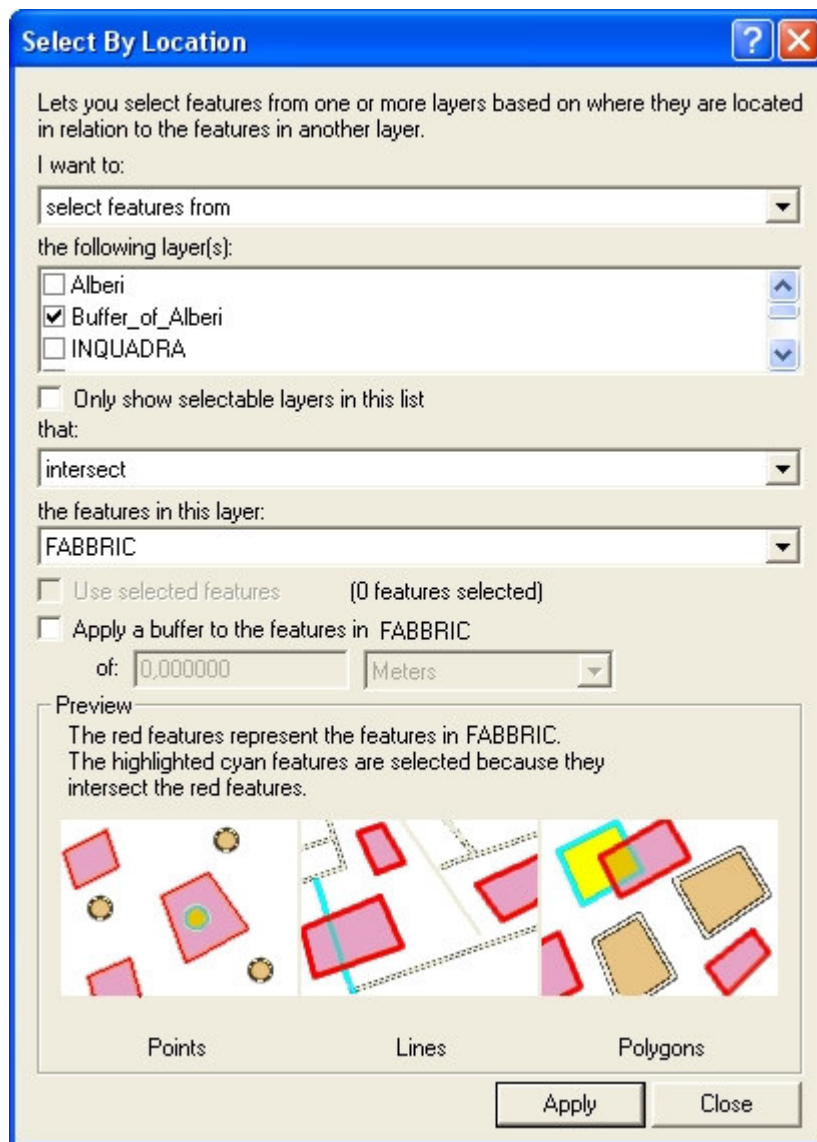 Select By Location
Lets you select features from one or more layers based on where they are located
in relation to the features in another layer.
I want to:
select features from
the following layer(s):
Alberi
Buffer_of_Alberi
INQUADRA
Only show selectable layers in this list
that:
intersect
the features in this layer:
FABBRIC
Use selected features (0 features selected)
Apply a buffer to the features in FABBRIC
of: 0,000000 Meters
Preview
The red features represent the features in FABBRIC.
The highlighted cyan features are selected because they
intersect the red features.
Points Lines Polygons
Apply Close